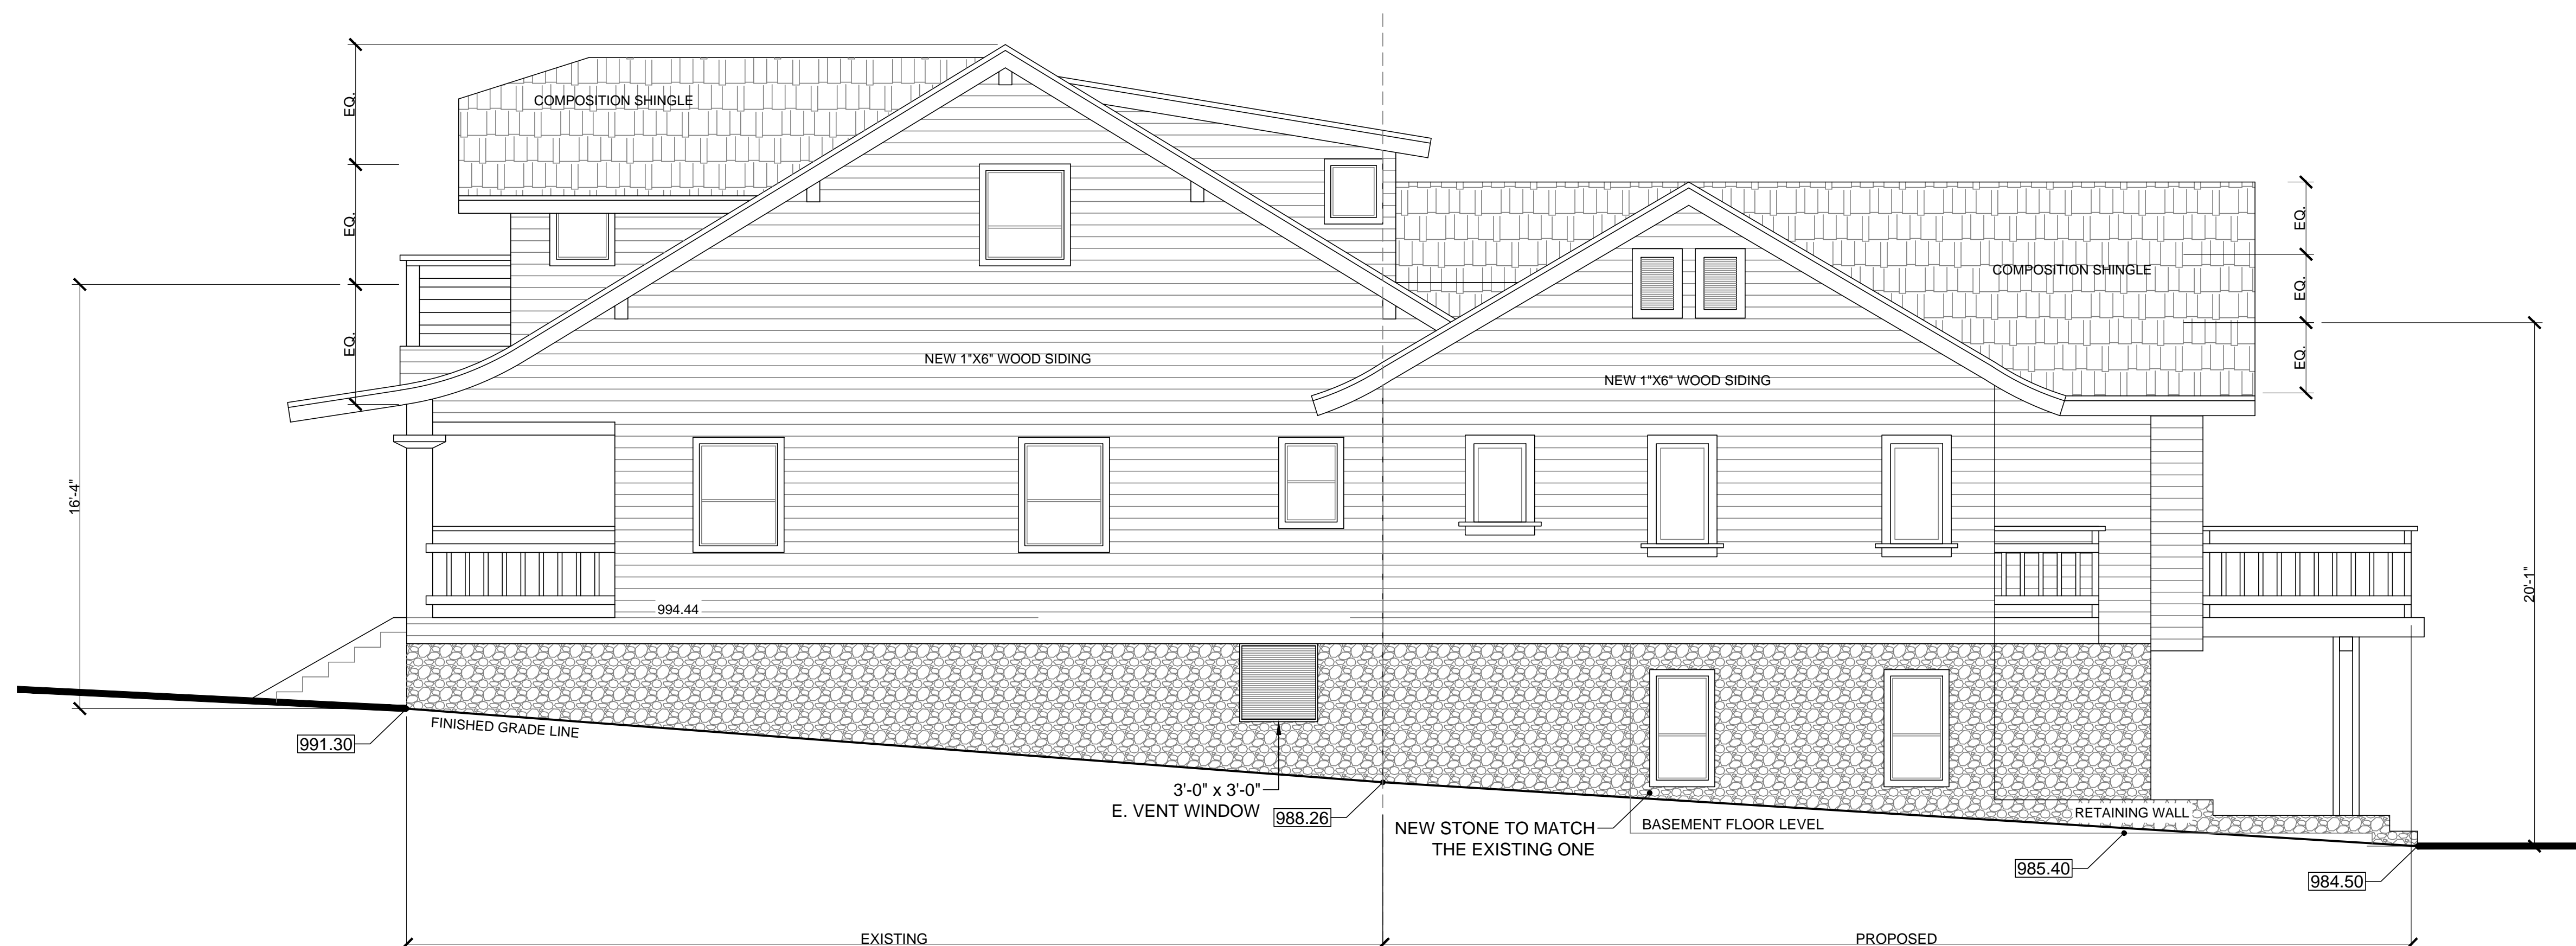 EQ.
COMPOSITION SHINGLE
EQ.
EQ.
EQ.
COMPOSITION SHINGLE
EQ.
EQ.
NEW 1"X6" WOOD SIDING
NEW 1"X6" WOOD SIDING
16'-4"
20'-1"
994.44
FINISHED GRADE LINE
991.30
3'-0" x 3'-0"
E. VENT WINDOW
988.26
NEW STONE TO MATCH
THE EXISTING ONE
BASEMENT FLOOR LEVEL
RETAINING WALL
985.40
984.50
EXISTING
PROPOSED